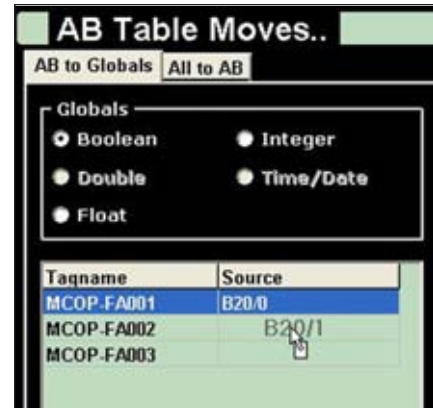 AB Table Moves..
AB to Globals All to AB
Globals
Boolean Integer
Double Time/Date
Float
Taqname Source
MCOP-FA001 B20/0
MCOP-FA002 B20/1
MCOP-FA003